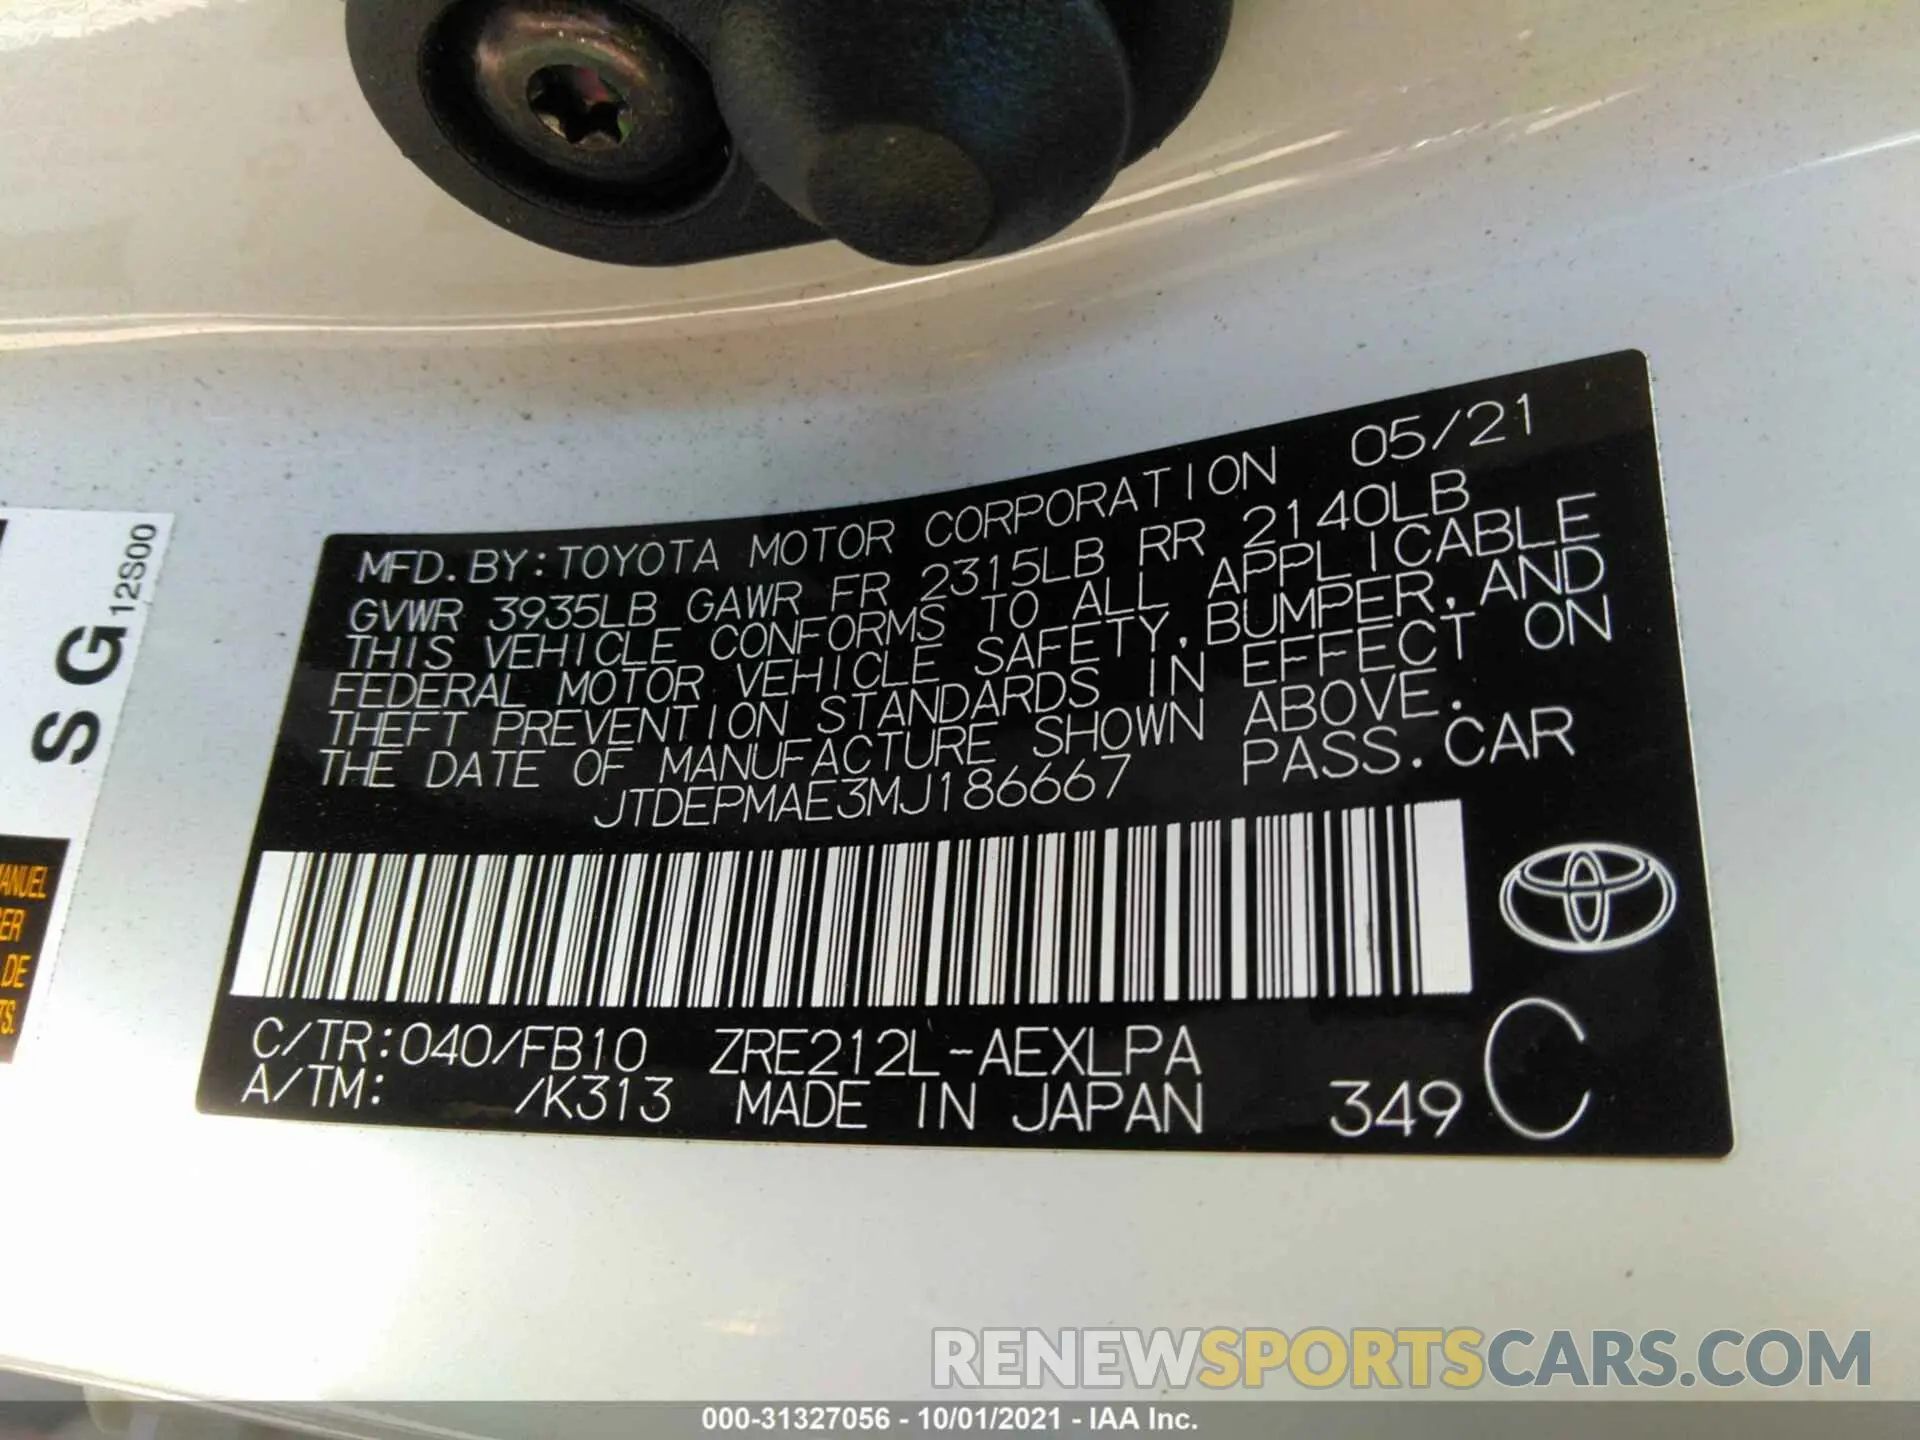 MFD. BY: TOYOTA MOTOR CORPORATION 05/21
GVWR 3935LB GAWR FR 2315LB RR 2140LB
THIS VEHICLE CONFORMS TO ALL APPLICABLE
FEDERAL MOTOR VEHICLE SAFETY, BUMPER, AND
THEFT PREVENTION STANDARDS IN EFFECT ON
THE DATE OF MANUFACTURE SHOWN ABOVE.
JTDEPMAE3MJ186667 PASS. CAR
C/TR: 040/FB10 ZRE212L-AEXLPA
A/TM: /K313 MADE IN JAPAN 349 C
SG 12S00
MANUEL
DE
RENEWSPORTSCARS.COM
000-31327056 - 10/01/2021 - IAA Inc.